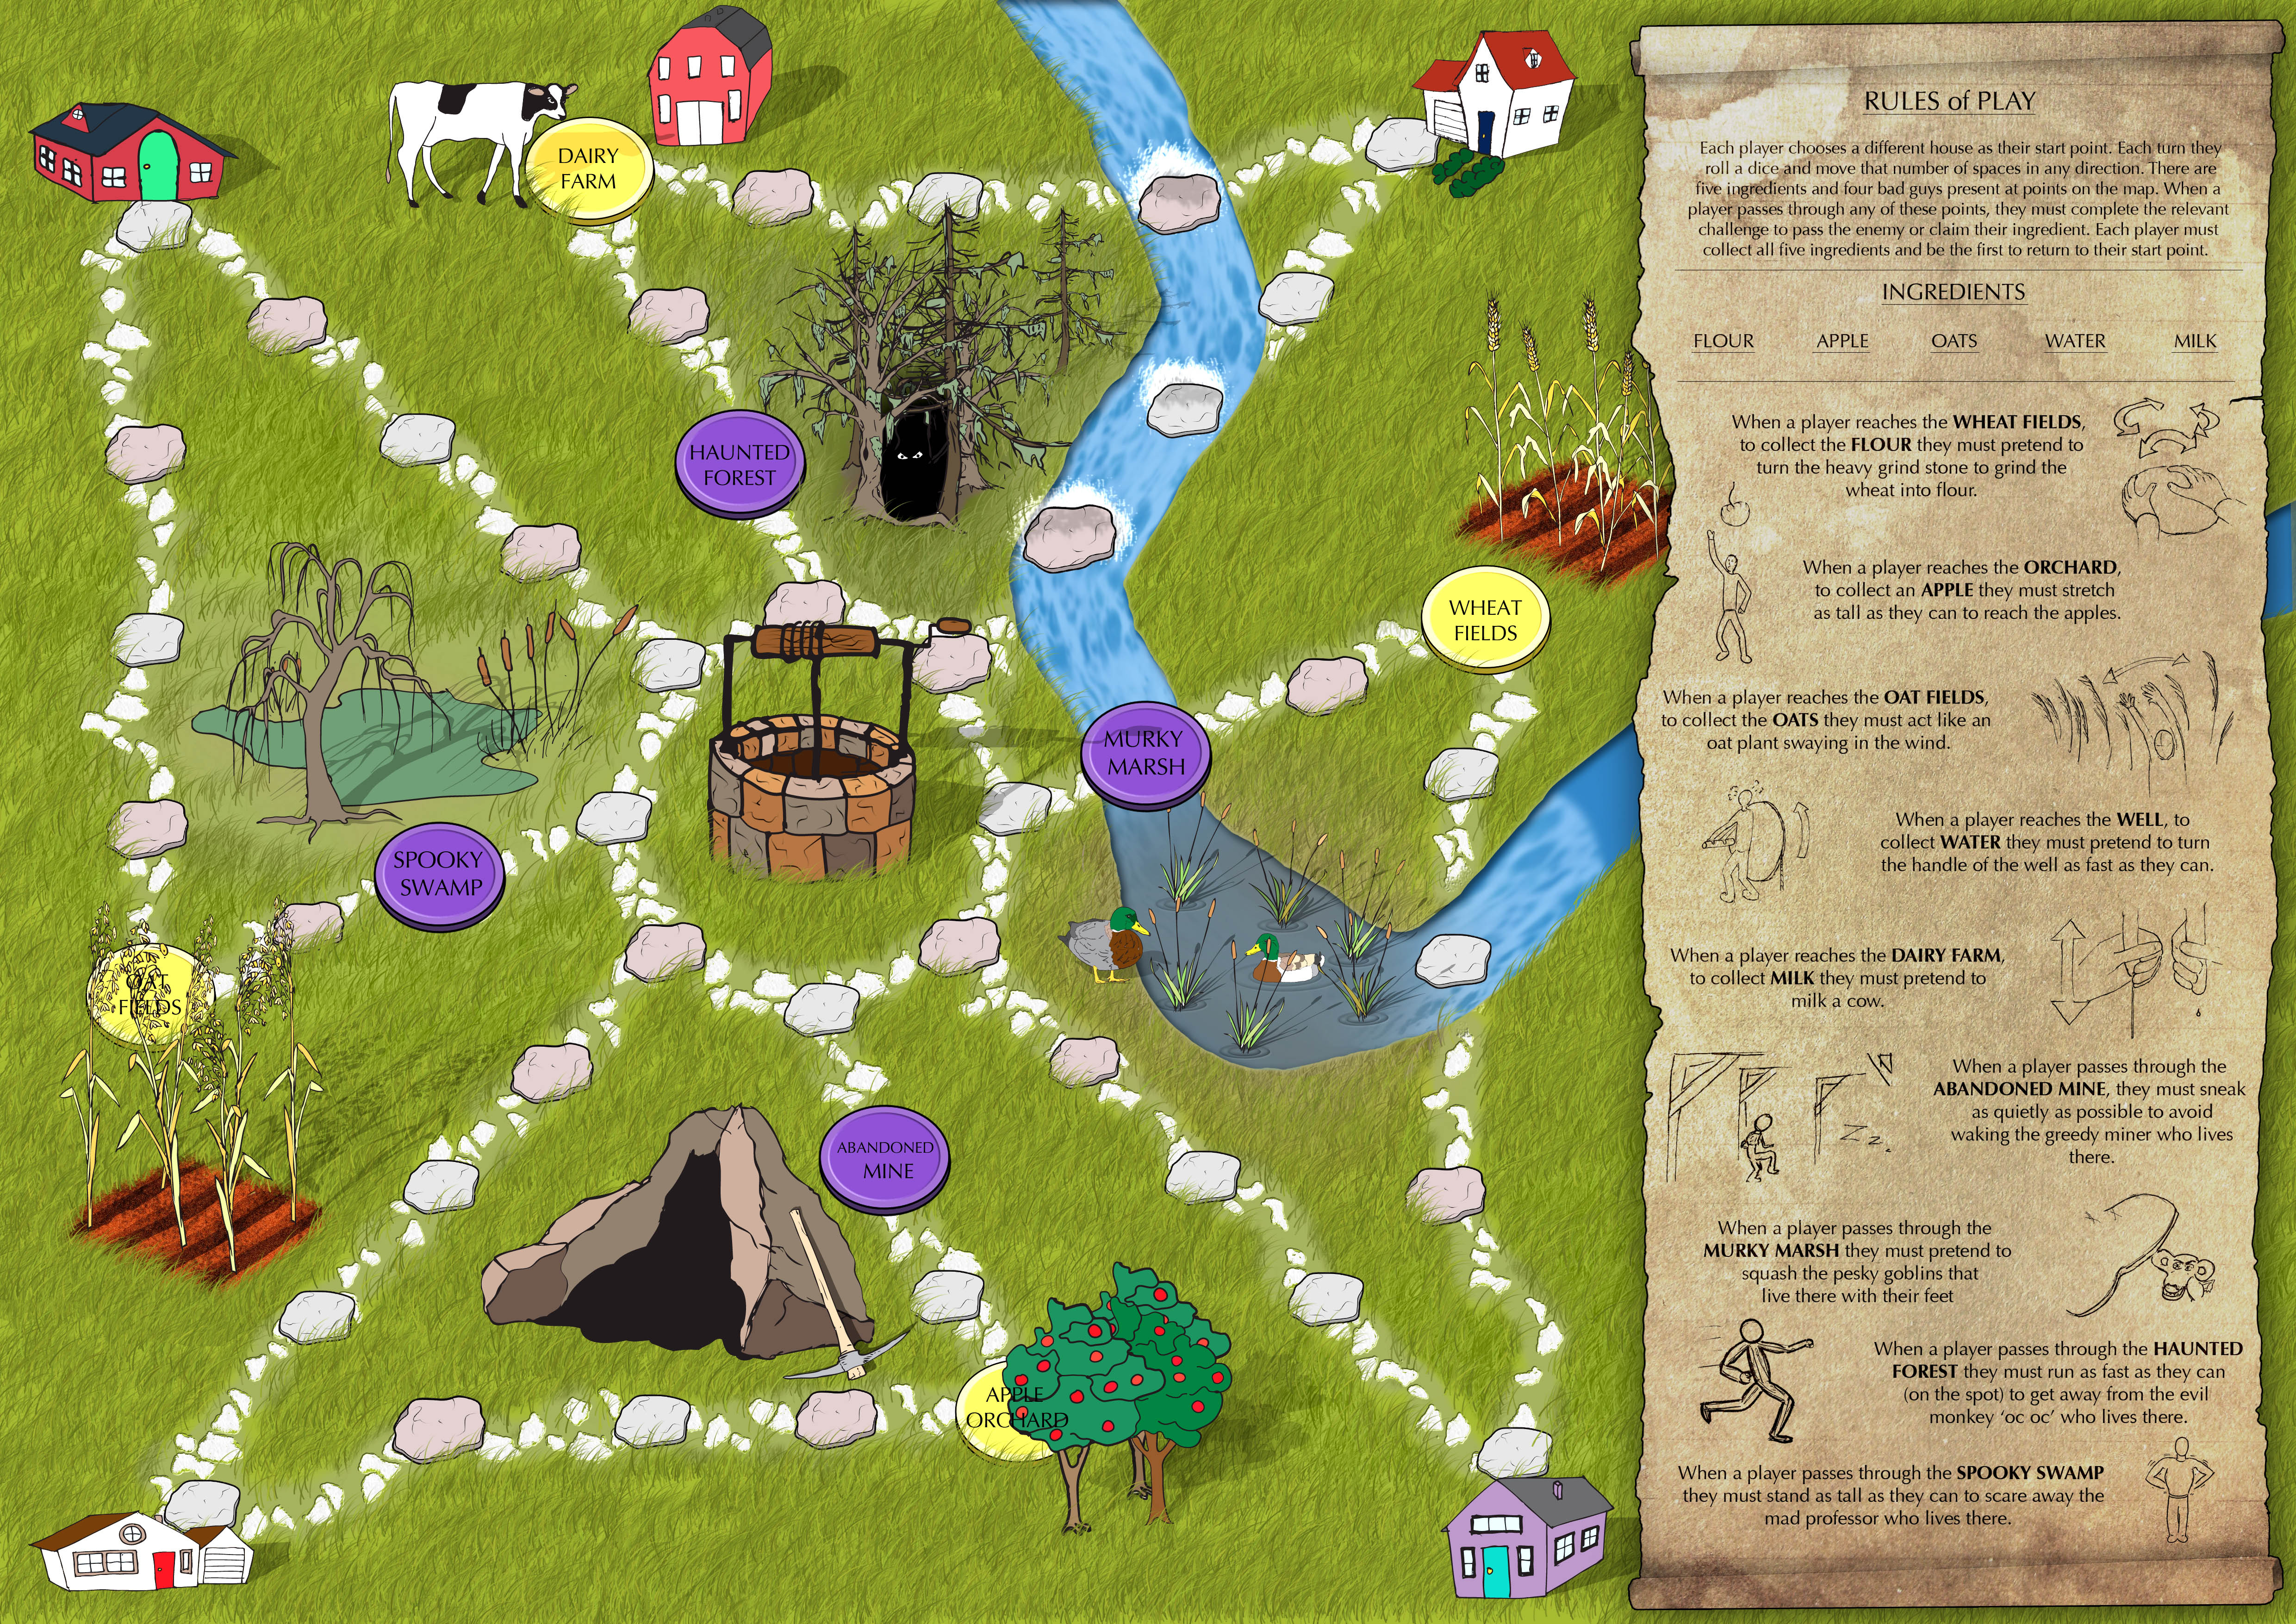 DAIRY
FARM
HAUNTED
FOREST
WHEAT
FIELDS
MURKY
MARSH
SPOOKY
SWAMP
OAT
FIELDS
ABANDONED
MINE
APPLE
ORCHARD
RULES of PLAY
Each player chooses a different house as their start point. Each turn they
roll a dice and move that number of spaces in any direction. There are
five ingredients and four bad guys present at points on the map. When a
player passes through any of these points, they must complete the relevant
challenge to pass the enemy or claim their ingredient. Each player must
collect all five ingredients and be the first to return to their start point.
INGREDIENTS
FLOUR APPLE OATS WATER MILK
When a player reaches the WHEAT FIELDS,
to collect the FLOUR they must pretend to
turn the heavy grind stone to grind the
wheat into flour.
When a player reaches the ORCHARD,
to collect an APPLE they must stretch
as tall as they can to reach the apples.
When a player reaches the OAT FIELDS,
to collect the OATS they must act like an
oat plant swaying in the wind.
When a player reaches the WELL, to
collect WATER they must pretend to turn
the handle of the well as fast as they can.
When a player reaches the DAIRY FARM,
to collect MILK they must pretend to
milk a cow.
When a player passes through the
ABANDONED MINE, they must sneak
as quietly as possible to avoid
waking the greedy miner who lives
there.
Zz
When a player passes through the
MURKY MARSH they must pretend to
squash the pesky goblins that
live there with their feet
When a player passes through the HAUNTED
FOREST they must run as fast as they can
(on the spot) to get away from the evil
monkey ‘oc oc’ who lives there.
When a player passes through the SPOOKY SWAMP
they must stand as tall as they can to scare away the
mad professor who lives there.